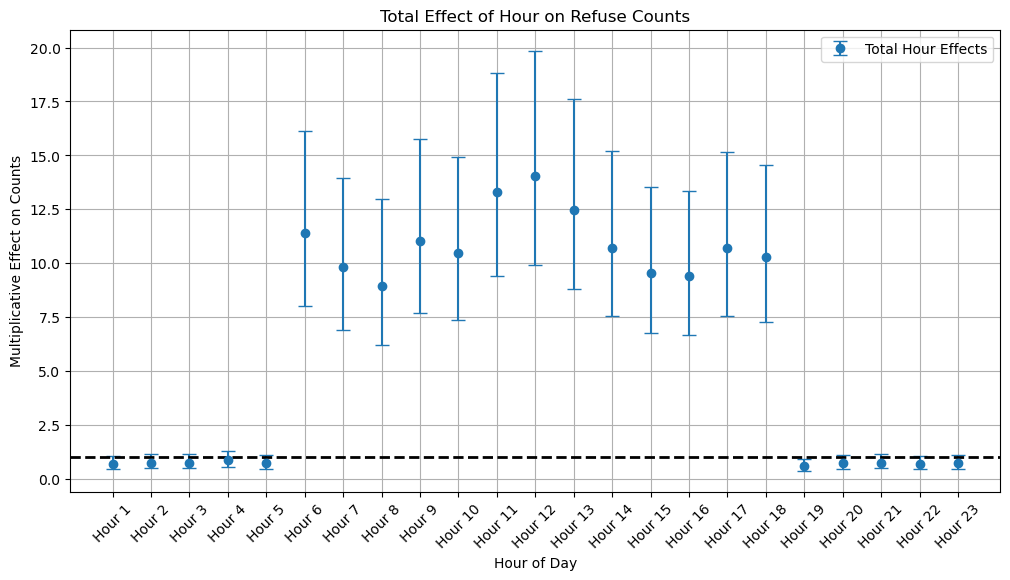 Total Effect of Hour on Refuse Counts
Total Hour Effects
Multiplicative Effect on Counts
20.0
17.5
15.0
12.5
10.0
7.5
5.0
2.5
0.0
Hour 1
Hour 2
Hour 3
Hour 4
Hour 5
Hour 6
Hour 7
Hour 8
Hour 9
Hour 10
Hour 11
Hour 12
Hour 13
Hour 14
Hour 15
Hour 16
Hour 17
Hour 18
Hour 19
Hour 20
Hour 21
Hour 22
Hour 23
Hour of Day